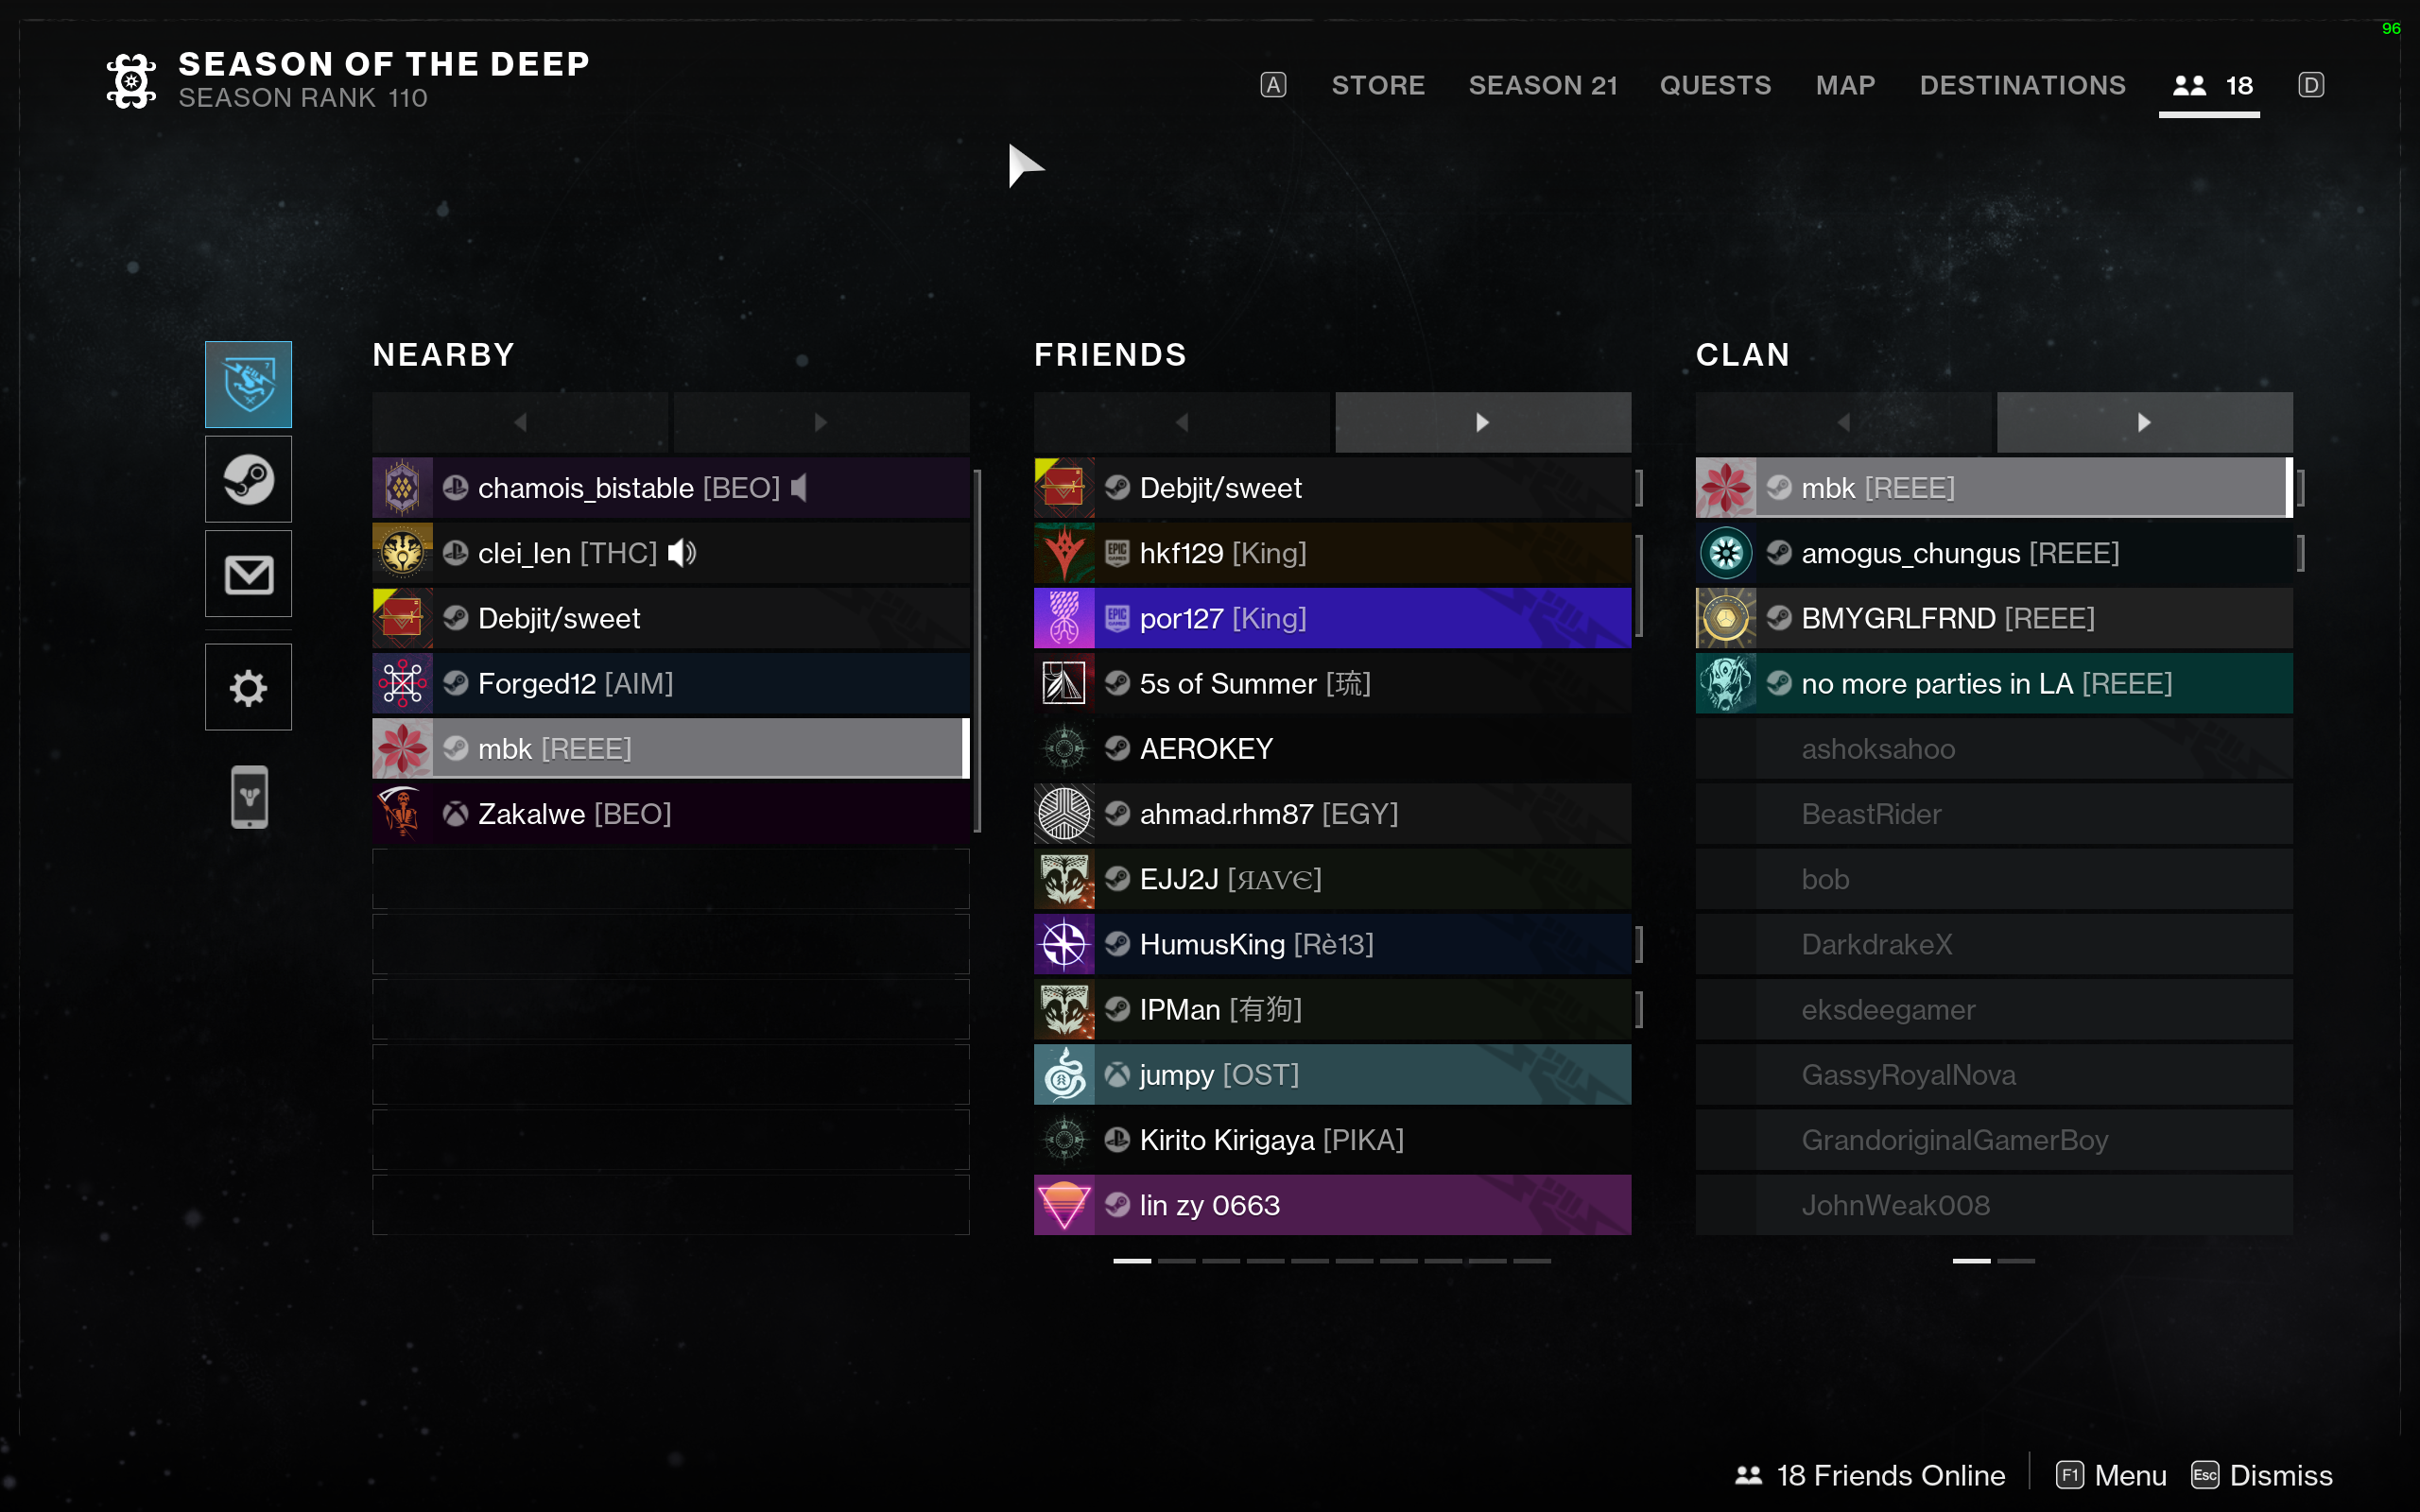 96
SEASON OF THE DEEP
SEASON RANK 110
A STORE SEASON 21 QUESTS MAP DESTINATIONS 18 D
NEARBY
chamois_bistable [BEO]
clei_len [THC]
Debjit/sweet
Forged12 [AIM]
mbk [REEE]
Zakalwe [BEO]
FRIENDS
Debjit/sweet
EPIC GAMES hkf129 [King]
EPIC GAMES por127 [King]
5s of Summer [琉]
AEROKEY
ahmad.rhm87 [EGY]
EJJ2J [ЯAVЄ]
HumusKing [Rè13]
IPMan [有狗]
jumpy [OST]
Kirito Kirigaya [PIKA]
lin zy 0663
CLAN
mbk [REEE]
amogus_chungus [REEE]
BMYGRLFRND [REEE]
no more parties in LA [REEE]
ashoksahoo
BeastRider
bob
DarkdrakeX
eksdeegamer
GassyRoyalNova
GrandoriginalGamerBoy
JohnWeak008
18 Friends Online F1 Menu Esc Dismiss